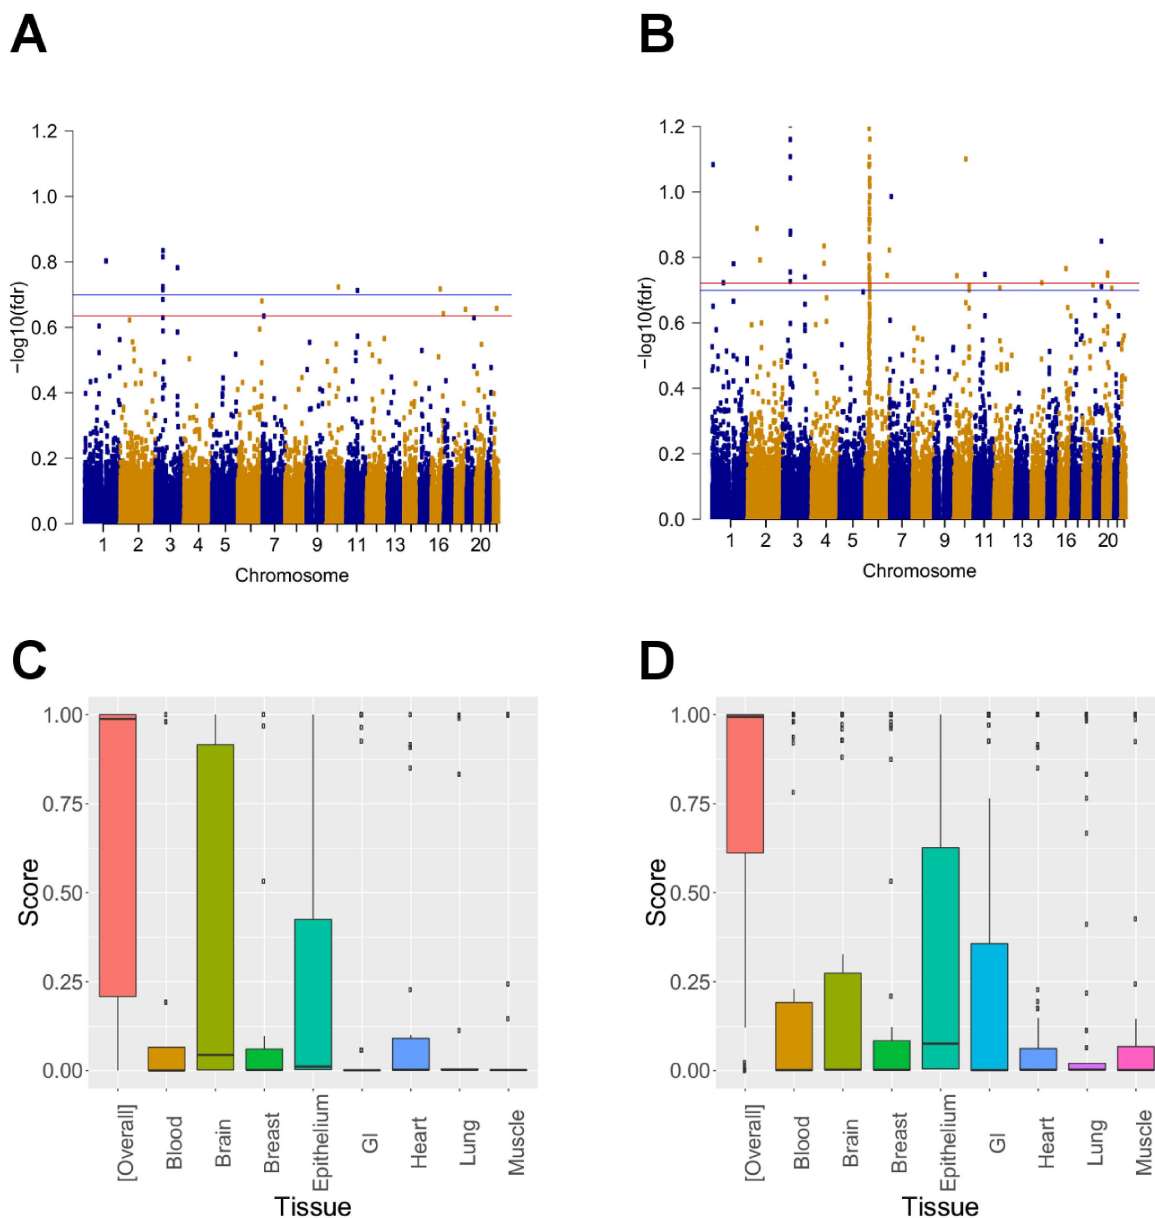 A
B
1.2
1.0
0.8
0.6
0.4
0.2
0.0
−log10(fdr)
1 2 3 4 5 7 9 11 13 16 20
Chromosome
1.2
1.0
0.8
0.6
0.4
0.2
0.0
−log10(fdr)
1 2 3 4 5 7 9 11 13 16 20
Chromosome
C
D
1.00
0.75
0.50
0.25
0.00
Score
[Overall] Blood Brain Breast Epithelium GI Heart Lung Muscle
Tissue
1.00
0.75
0.50
0.25
0.00
Score
[Overall] Blood Brain Breast Epithelium GI Heart Lung Muscle
Tissue